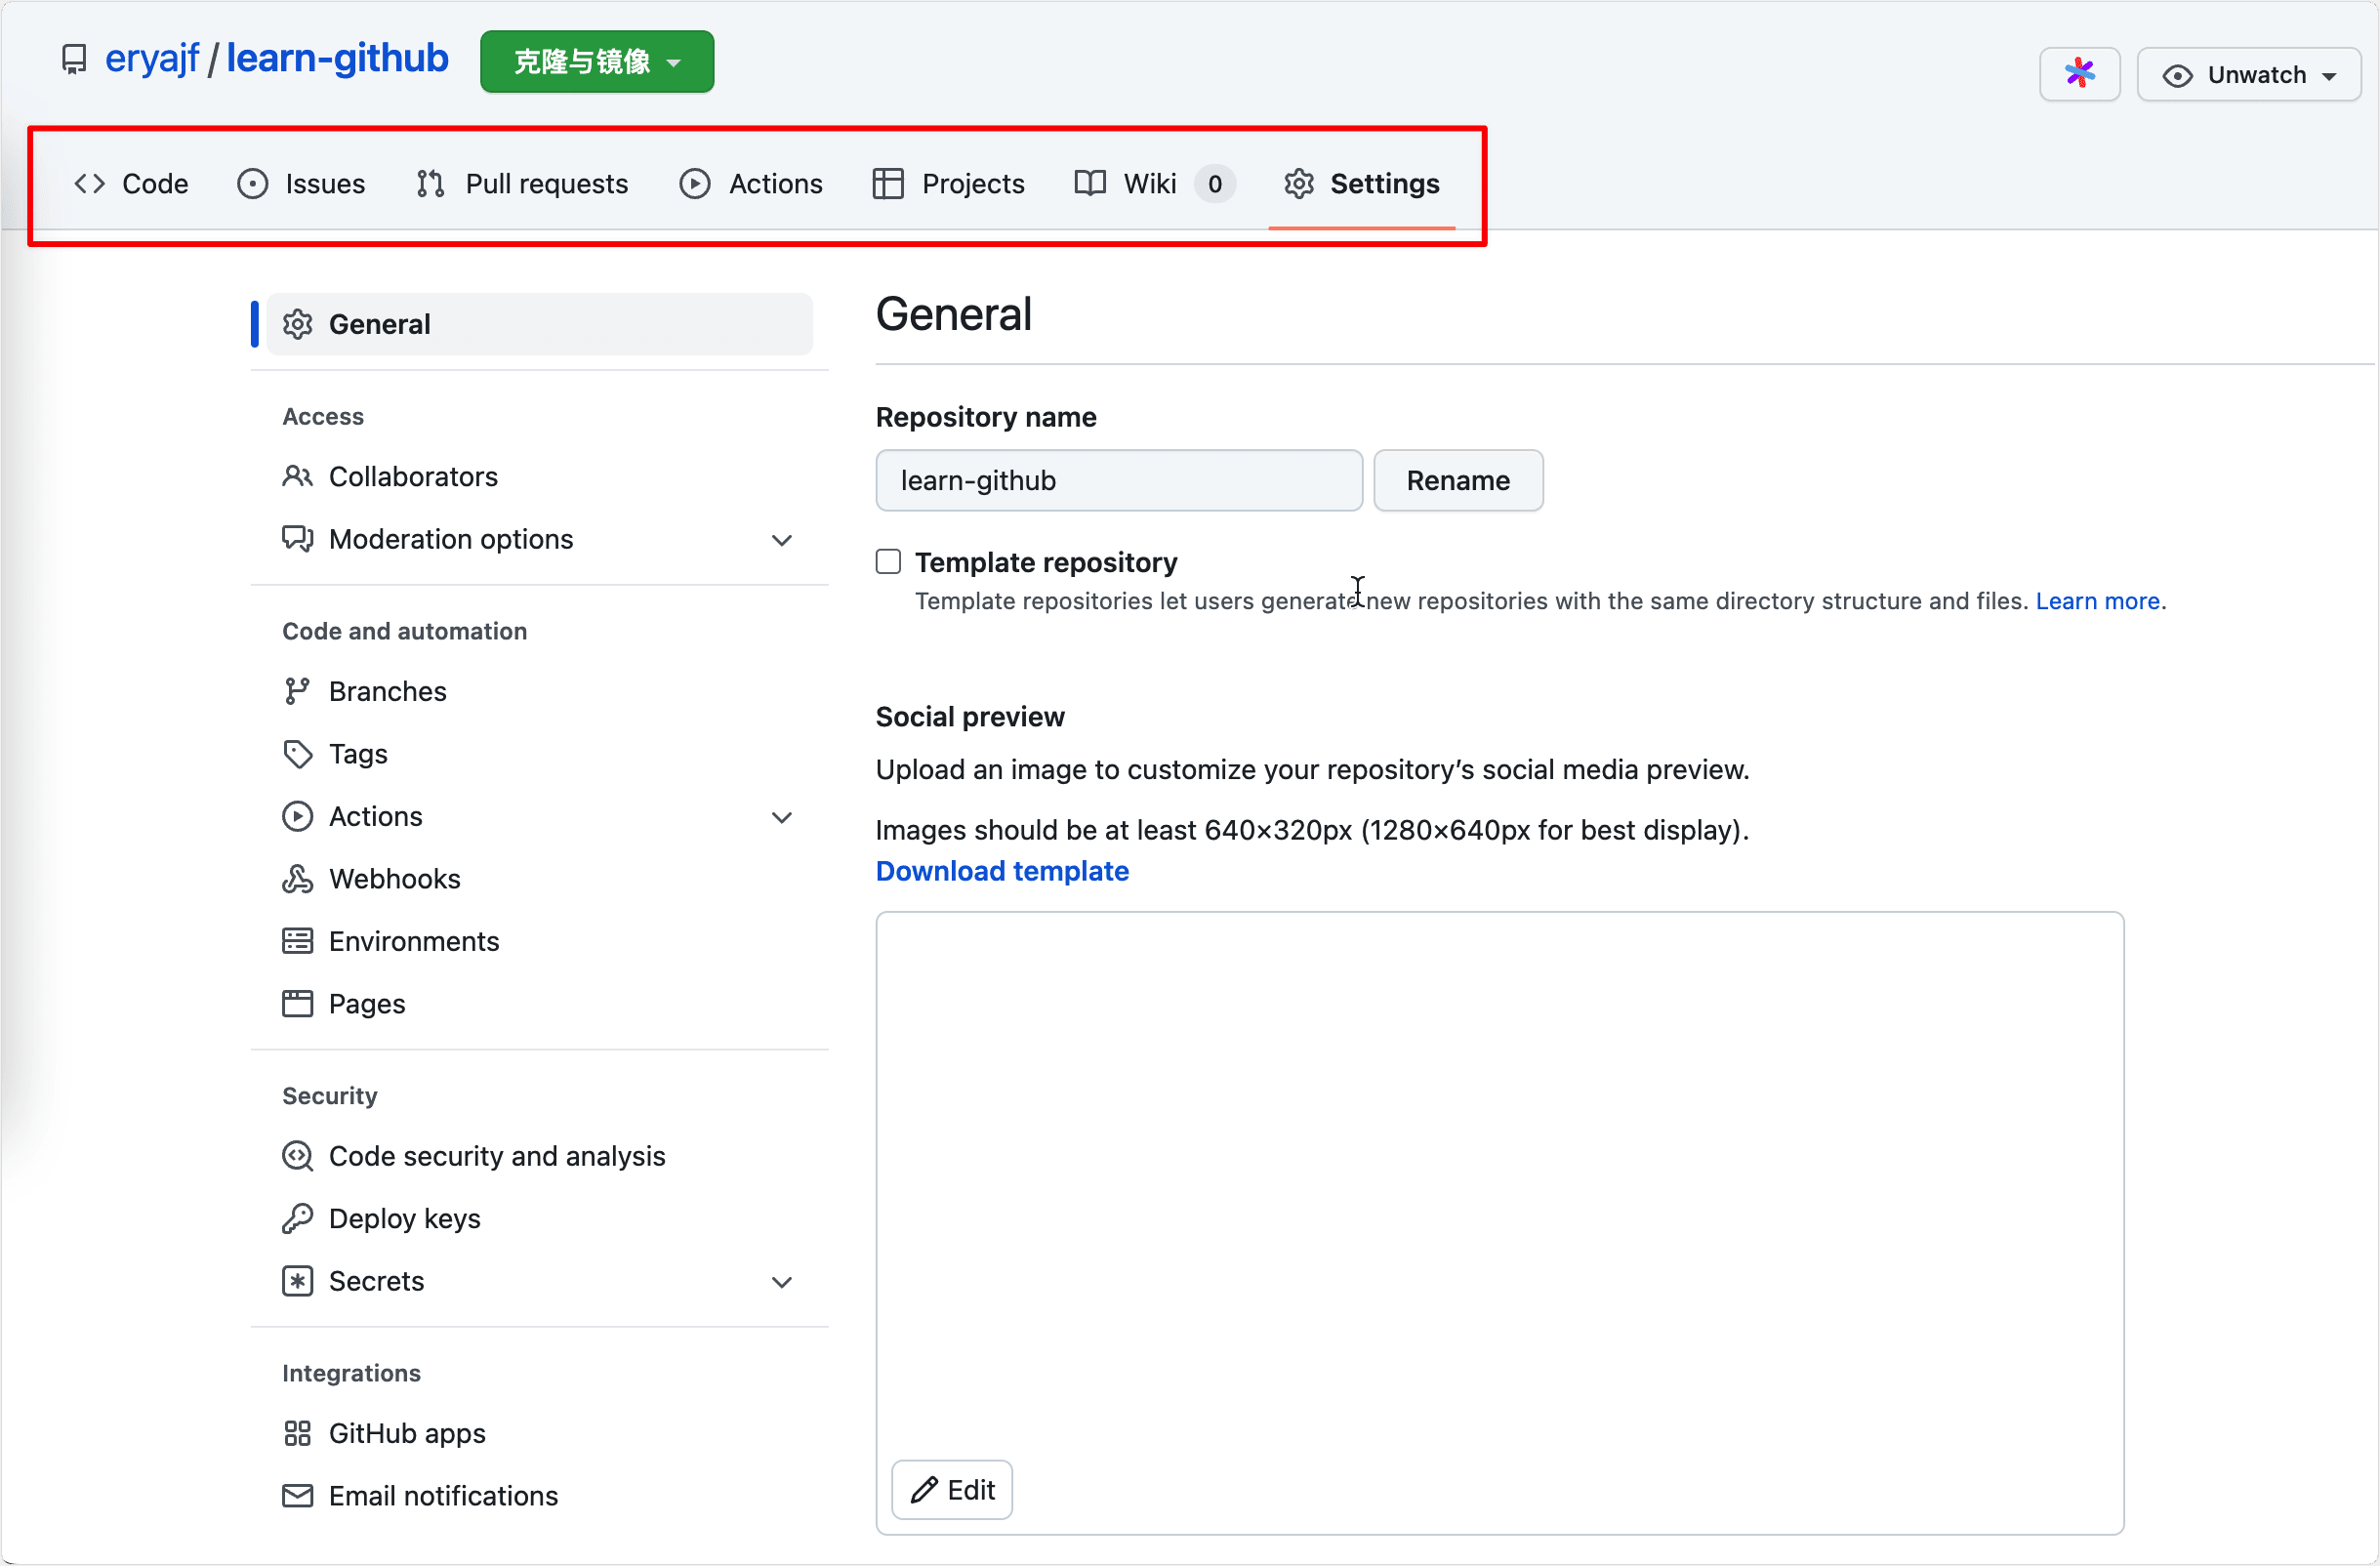 eryajf / learn-github 克隆与镜像 Unwatch
Code Issues Pull requests Actions Projects Wiki 0 Settings
General
Access
Collaborators
Moderation options
Code and automation
Branches
Tags
Actions
Webhooks
Environments
Pages
Security
Code security and analysis
Deploy keys
Secrets
Integrations
GitHub apps
Email notifications
General
Repository name
learn-github Rename
Template repository
Template repositories let users generate new repositories with the same directory structure and files. Learn more.
Social preview
Upload an image to customize your repository’s social media preview.
Images should be at least 640×320px (1280×640px for best display).
Download template
Edit